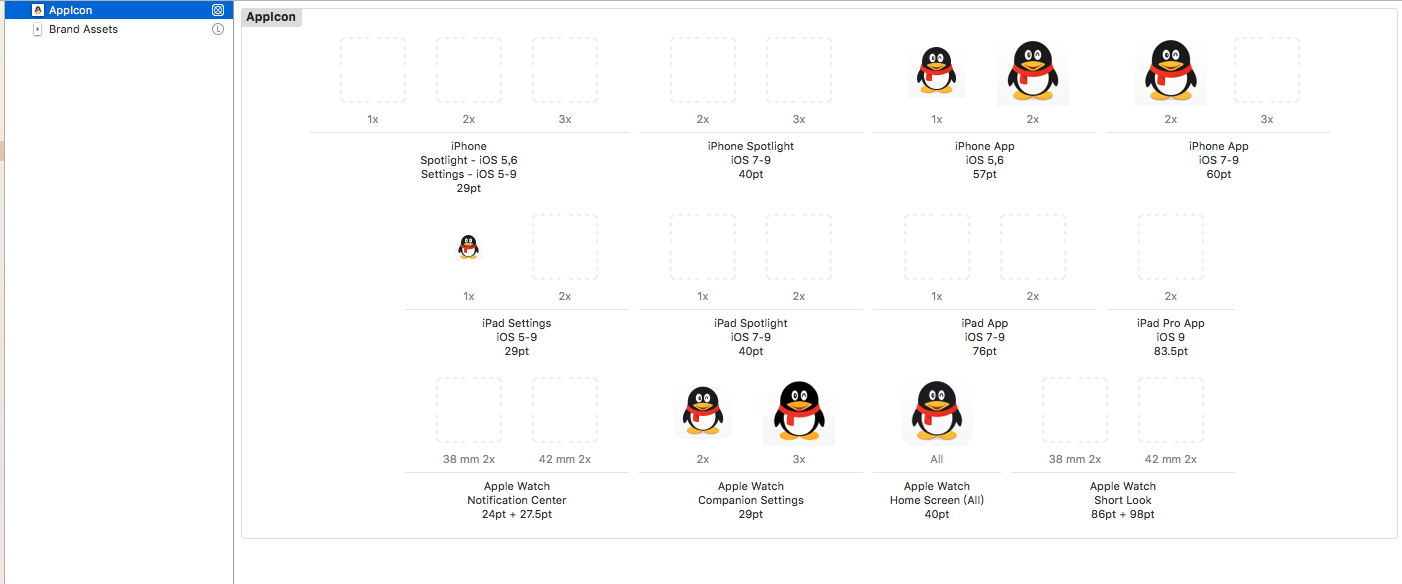 AppIcon
Brand Assets
L
AppIcon
1x 2x 3x 2x 3x 1x 2x 2x 3x
iPhone
Spotlight - iOS 5,6
Settings - iOS 5-9
29pt
iPhone Spotlight
iOS 7-9
40pt
iPhone App
iOS 5,6
57pt
iPhone App
iOS 7-9
60pt
1x 2x 1x 2x 1x 2x 2x
iPad Settings
iOS 5-9
29pt
iPad Spotlight
iOS 7-9
40pt
iPad App
iOS 7-9
76pt
iPad Pro App
iOS 9
83.5pt
38 mm 2x 42 mm 2x 2x 3x All 38 mm 2x 42 mm 2x
Apple Watch
Notification Center
24pt + 27.5pt
Apple Watch
Companion Settings
29pt
Apple Watch
Home Screen (All)
40pt
Apple Watch
Short Look
86pt + 98pt